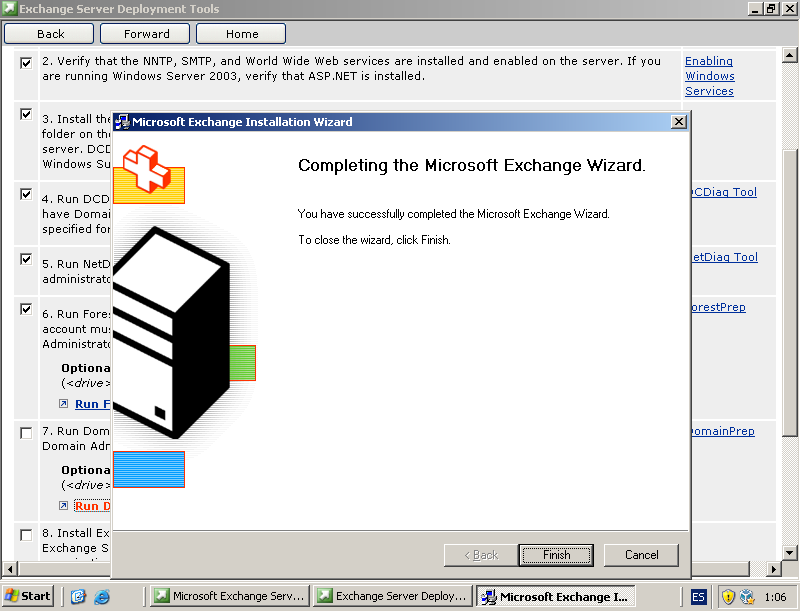 Exchange Server Deployment Tools
Back Forward Home
2. Verify that the NNTP, SMTP, and World Wide Web services are installed and enabled on the server. If you
are running Windows Server 2003, verify that ASP.NET is installed.
Enabling
Windows
Services
3. Install the
folder on the
server. DCD
Windows Su
4. Run DCD
have Domai
specified for
DCDiag Tool
5. Run NetD
administrato
NetDiag Tool
6. Run Fores
account mus
Administrato
ForestPrep
Optiona
(<drive>
Run F
7. Run Dom
Domain Adm
DomainPrep
Optiona
(<drive>
Run D
8. Install Ex
Exchange S
Microsoft Exchange Installation Wizard
Completing the Microsoft Exchange Wizard.
You have successfully completed the Microsoft Exchange Wizard.
To close the wizard, click Finish.
< Back Finish Cancel
Start Microsoft Exchange Serv... Exchange Server Deploy... Microsoft Exchange I... ES 1:06